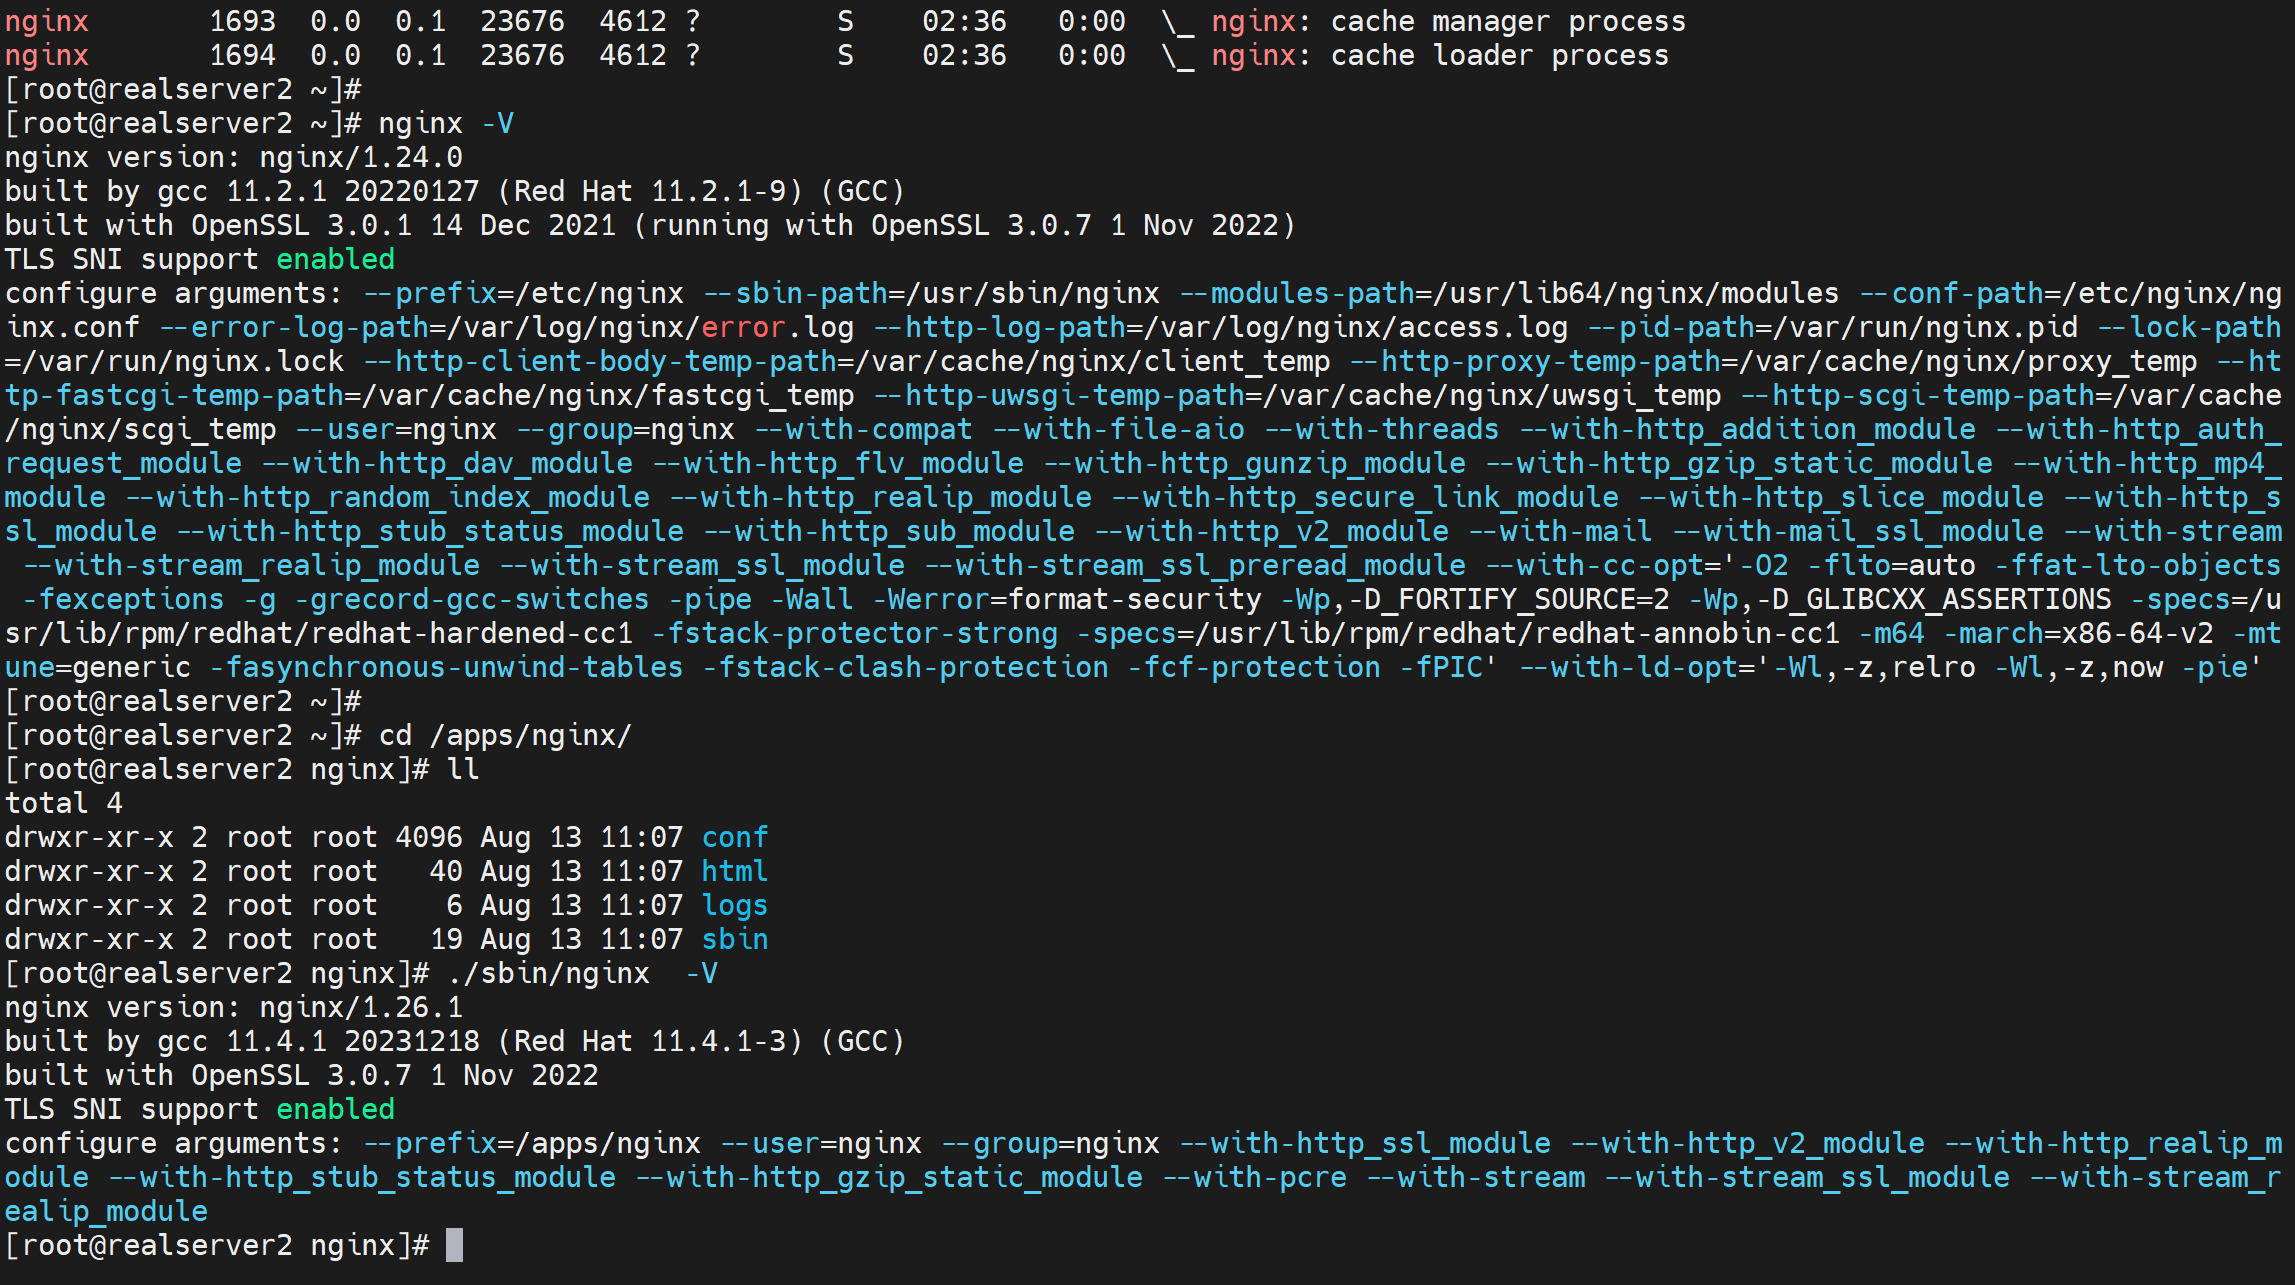 nginx       1693  0.0  0.1  23676  4612 ?        S    02:36   0:00  \_ nginx: cache manager process
nginx       1694  0.0  0.1  23676  4612 ?        S    02:36   0:00  \_ nginx: cache loader process
[root@realserver2 ~]#
[root@realserver2 ~]# nginx -V
nginx version: nginx/1.24.0
built by gcc 11.2.1 20220127 (Red Hat 11.2.1-9) (GCC)
built with OpenSSL 3.0.1 14 Dec 2021 (running with OpenSSL 3.0.7 1 Nov 2022)
TLS SNI support enabled
configure arguments: --prefix=/etc/nginx --sbin-path=/usr/sbin/nginx --modules-path=/usr/lib64/nginx/modules --conf-path=/etc/nginx/ng
inx.conf --error-log-path=/var/log/nginx/error.log --http-log-path=/var/log/nginx/access.log --pid-path=/var/run/nginx.pid --lock-path
=/var/run/nginx.lock --http-client-body-temp-path=/var/cache/nginx/client_temp --http-proxy-temp-path=/var/cache/nginx/proxy_temp --ht
tp-fastcgi-temp-path=/var/cache/nginx/fastcgi_temp --http-uwsgi-temp-path=/var/cache/nginx/uwsgi_temp --http-scgi-temp-path=/var/cache
/nginx/scgi_temp --user=nginx --group=nginx --with-compat --with-file-aio --with-threads --with-http_addition_module --with-http_auth_
request_module --with-http_dav_module --with-http_flv_module --with-http_gunzip_module --with-http_gzip_static_module --with-http_mp4_
module --with-http_random_index_module --with-http_realip_module --with-http_secure_link_module --with-http_slice_module --with-http_s
sl_module --with-http_stub_status_module --with-http_sub_module --with-http_v2_module --with-mail --with-mail_ssl_module --with-stream
 --with-stream_realip_module --with-stream_ssl_module --with-stream_ssl_preread_module --with-cc-opt='-O2 -flto=auto -ffat-lto-objects
 -fexceptions -g -grecord-gcc-switches -pipe -Wall -Werror=format-security -Wp,-D_FORTIFY_SOURCE=2 -Wp,-D_GLIBCXX_ASSERTIONS -specs=/u
sr/lib/rpm/redhat/redhat-hardened-cc1 -fstack-protector-strong -specs=/usr/lib/rpm/redhat/redhat-annobin-cc1 -m64 -march=x86-64-v2 -mt
une=generic -fasynchronous-unwind-tables -fstack-clash-protection -fcf-protection -fPIC' --with-ld-opt='-Wl,-z,relro -Wl,-z,now -pie'
[root@realserver2 ~]#
[root@realserver2 ~]# cd /apps/nginx/
[root@realserver2 nginx]# ll
total 4
drwxr-xr-x 2 root root 4096 Aug 13 11:07 conf
drwxr-xr-x 2 root root   40 Aug 13 11:07 html
drwxr-xr-x 2 root root    6 Aug 13 11:07 logs
drwxr-xr-x 2 root root   19 Aug 13 11:07 sbin
[root@realserver2 nginx]# ./sbin/nginx  -V
nginx version: nginx/1.26.1
built by gcc 11.4.1 20231218 (Red Hat 11.4.1-3) (GCC)
built with OpenSSL 3.0.7 1 Nov 2022
TLS SNI support enabled
configure arguments: --prefix=/apps/nginx --user=nginx --group=nginx --with-http_ssl_module --with-http_v2_module --with-http_realip_m
odule --with-http_stub_status_module --with-http_gzip_static_module --with-pcre --with-stream --with-stream_ssl_module --with-stream_r
ealip_module
[root@realserver2 nginx]#